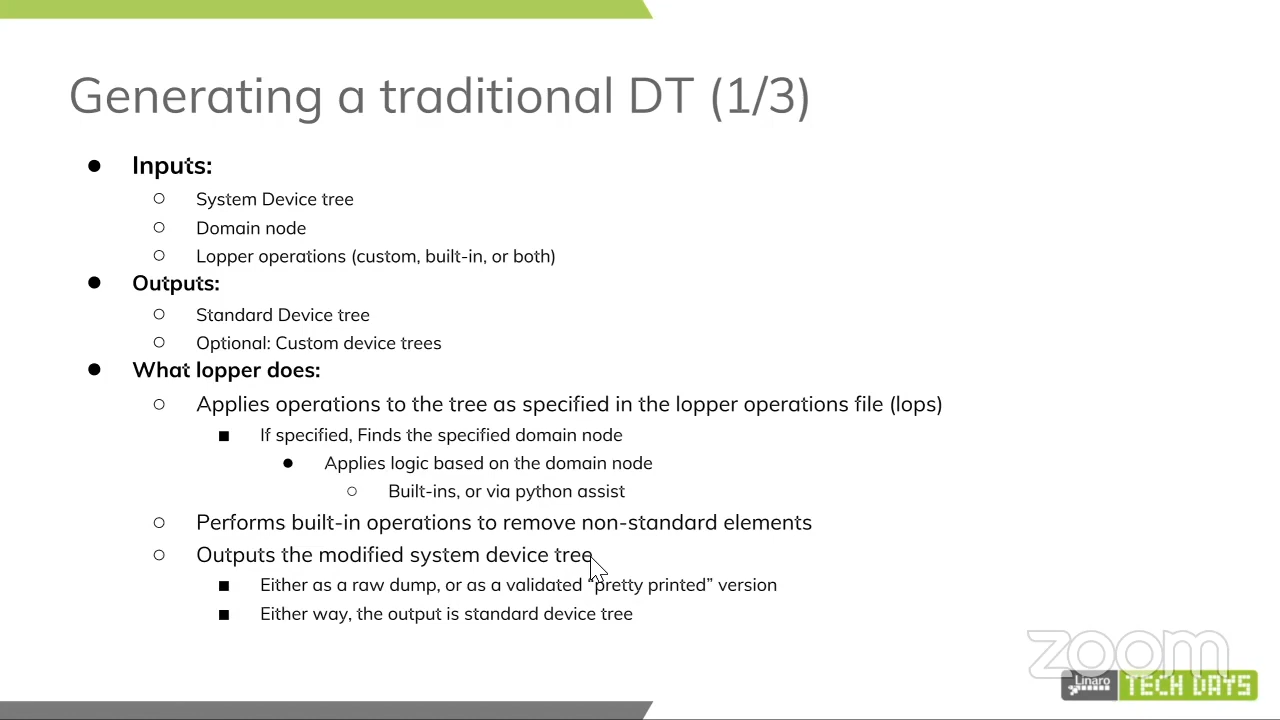 Generating a traditional DT (1/3)
● Inputs:
○ System Device tree
○ Domain node
○ Lopper operations (custom, built-in, or both)
● Outputs:
○ Standard Device tree
○ Optional: Custom device trees
● What lopper does:
○ Applies operations to the tree as specified in the lopper operations file (lops)
■ If specified, Finds the specified domain node
● Applies logic based on the domain node
○ Built-ins, or via python assist
○ Performs built-in operations to remove non-standard elements
○ Outputs the modified system device tree
■ Either as a raw dump, or as a validated “pretty printed” version
■ Either way, the output is standard device tree
zoom
Linaro TECH DAYS